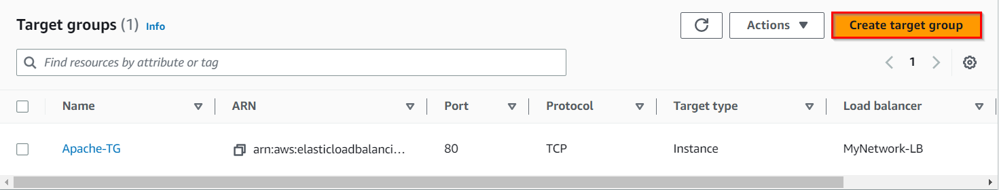 Target groups (1) Info
Actions
Create target group
Find resources by attribute or tag
1
Name ARN Port Protocol Target type Load balancer
Apache-TG arn:aws:elasticloadbalanci... 80 TCP Instance MyNetwork-LB